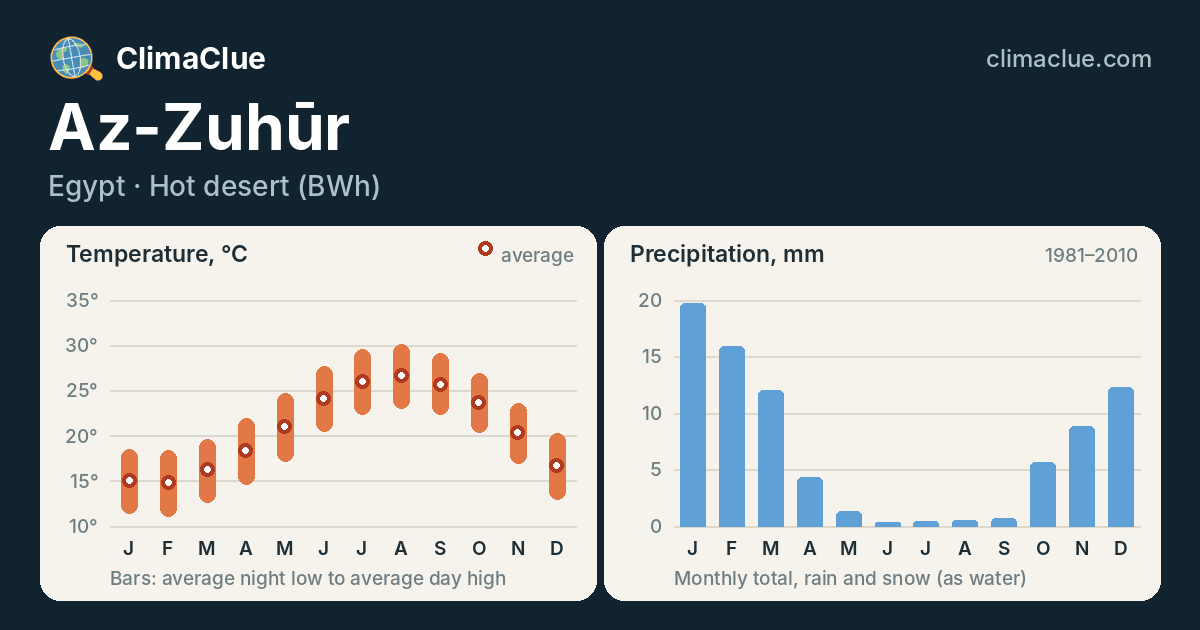 ClimaClue
climaclue.com
Az-Zuhūr
Egypt · Hot desert (BWh)
Temperature, °C
average
35°
30°
25°
20°
15°
10°
J F M A M J J A S O N D
Bars: average night low to average day high
Precipitation, mm
1981–2010
20
15
10
5
0
J F M A M J J A S O N D
Monthly total, rain and snow (as water)